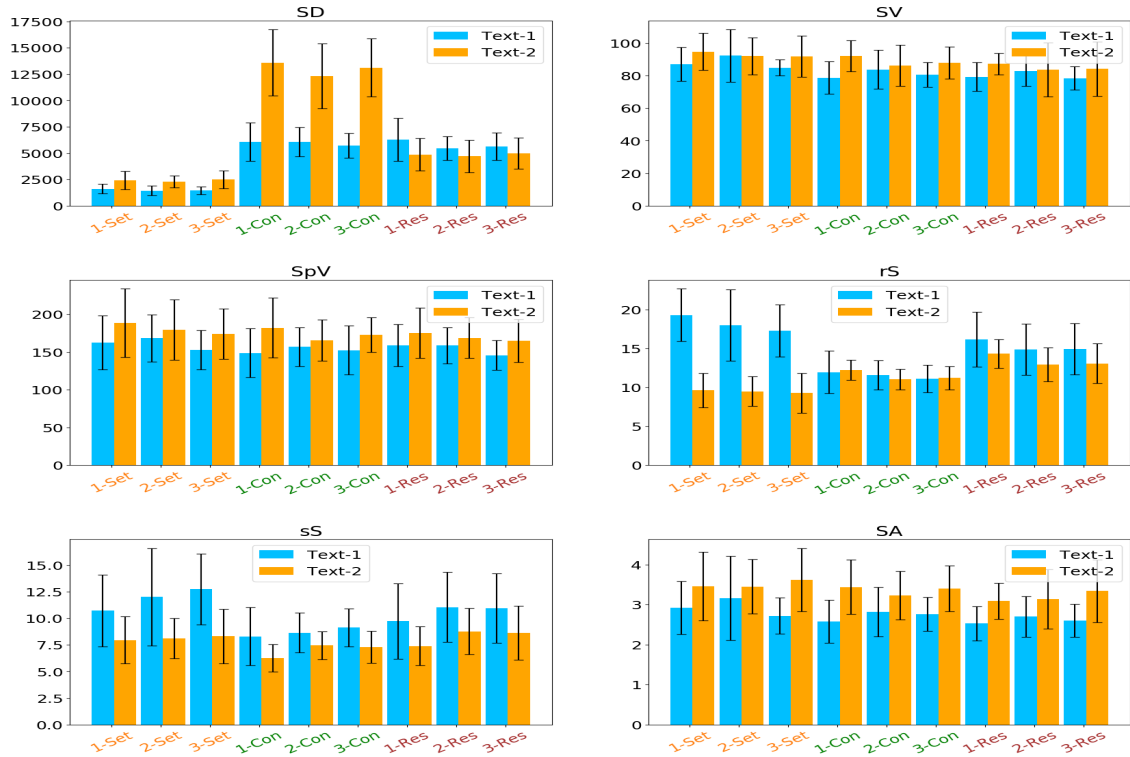 SD
17500
15000
12500
10000
7500
5000
2500
0
Text-1
Text-2
1-Set 2-Set 3-Set 1-Con 2-Con 3-Con 1-Res 2-Res 3-Res
SV
100
80
60
40
20
0
Text-1
Text-2
1-Set 2-Set 3-Set 1-Con 2-Con 3-Con 1-Res 2-Res 3-Res
SpV
200
150
100
50
0
Text-1
Text-2
1-Set 2-Set 3-Set 1-Con 2-Con 3-Con 1-Res 2-Res 3-Res
rS
20
15
10
5
0
Text-1
Text-2
1-Set 2-Set 3-Set 1-Con 2-Con 3-Con 1-Res 2-Res 3-Res
sS
15.0
12.5
10.0
7.5
5.0
2.5
0.0
Text-1
Text-2
1-Set 2-Set 3-Set 1-Con 2-Con 3-Con 1-Res 2-Res 3-Res
SA
4
3
2
1
0
Text-1
Text-2
1-Set 2-Set 3-Set 1-Con 2-Con 3-Con 1-Res 2-Res 3-Res